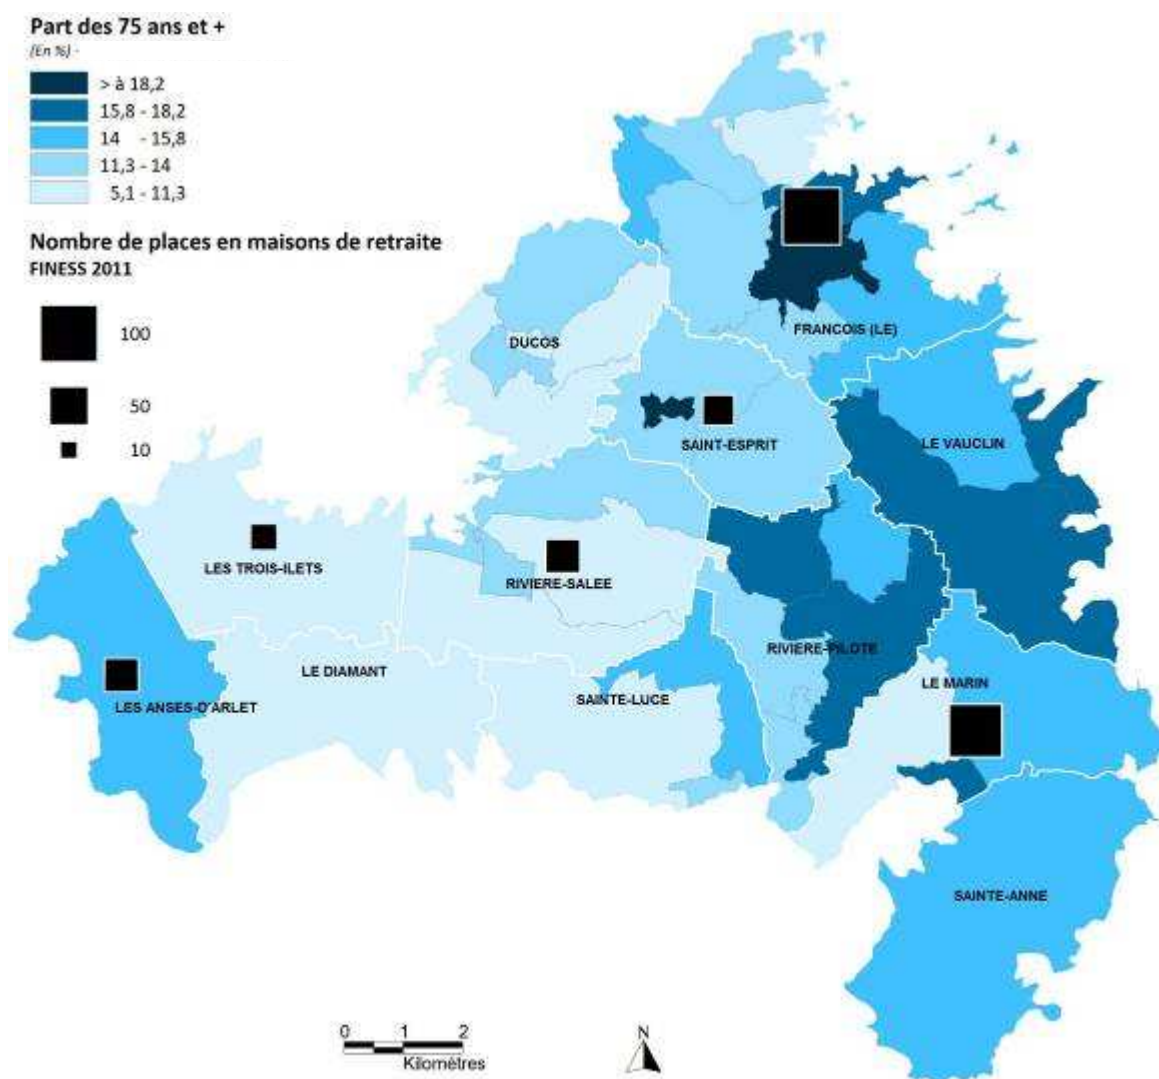 Part des 75 ans et +
(En %) -
> à 18,2
15,8 - 18,2
14 - 15,8
11,3 - 14
5,1 - 11,3
Nombre de places en maisons de retraite
FINESS 2011
100
50
10
FRANCOIS (LE)
DUCOS
SAINT-ESPRIT
LE VAUCLIN
LES TROIS-ILETS
RIVIERE-SALEE
RIVIERE-PILOTE
LE DIAMANT
LE MARIN
SAINTE-LUCE
LES ANSES-D'ARLET
SAINTE-ANNE
0 1 2
Kilomètres
N